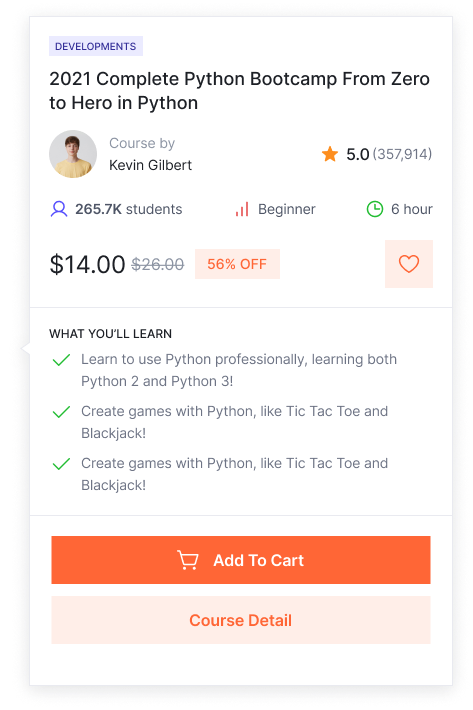 DEVELOPMENTS
2021 Complete Python Bootcamp From Zero
to Hero in Python
Course by
Kevin Gilbert
5.0 (357,914)
265.7K students
Beginner
6 hour
$14.00 $26.00 56% OFF
WHAT YOU’LL LEARN
Learn to use Python professionally, learning both
Python 2 and Python 3!
Create games with Python, like Tic Tac Toe and
Blackjack!
Create games with Python, like Tic Tac Toe and
Blackjack!
Add To Cart
Course Detail